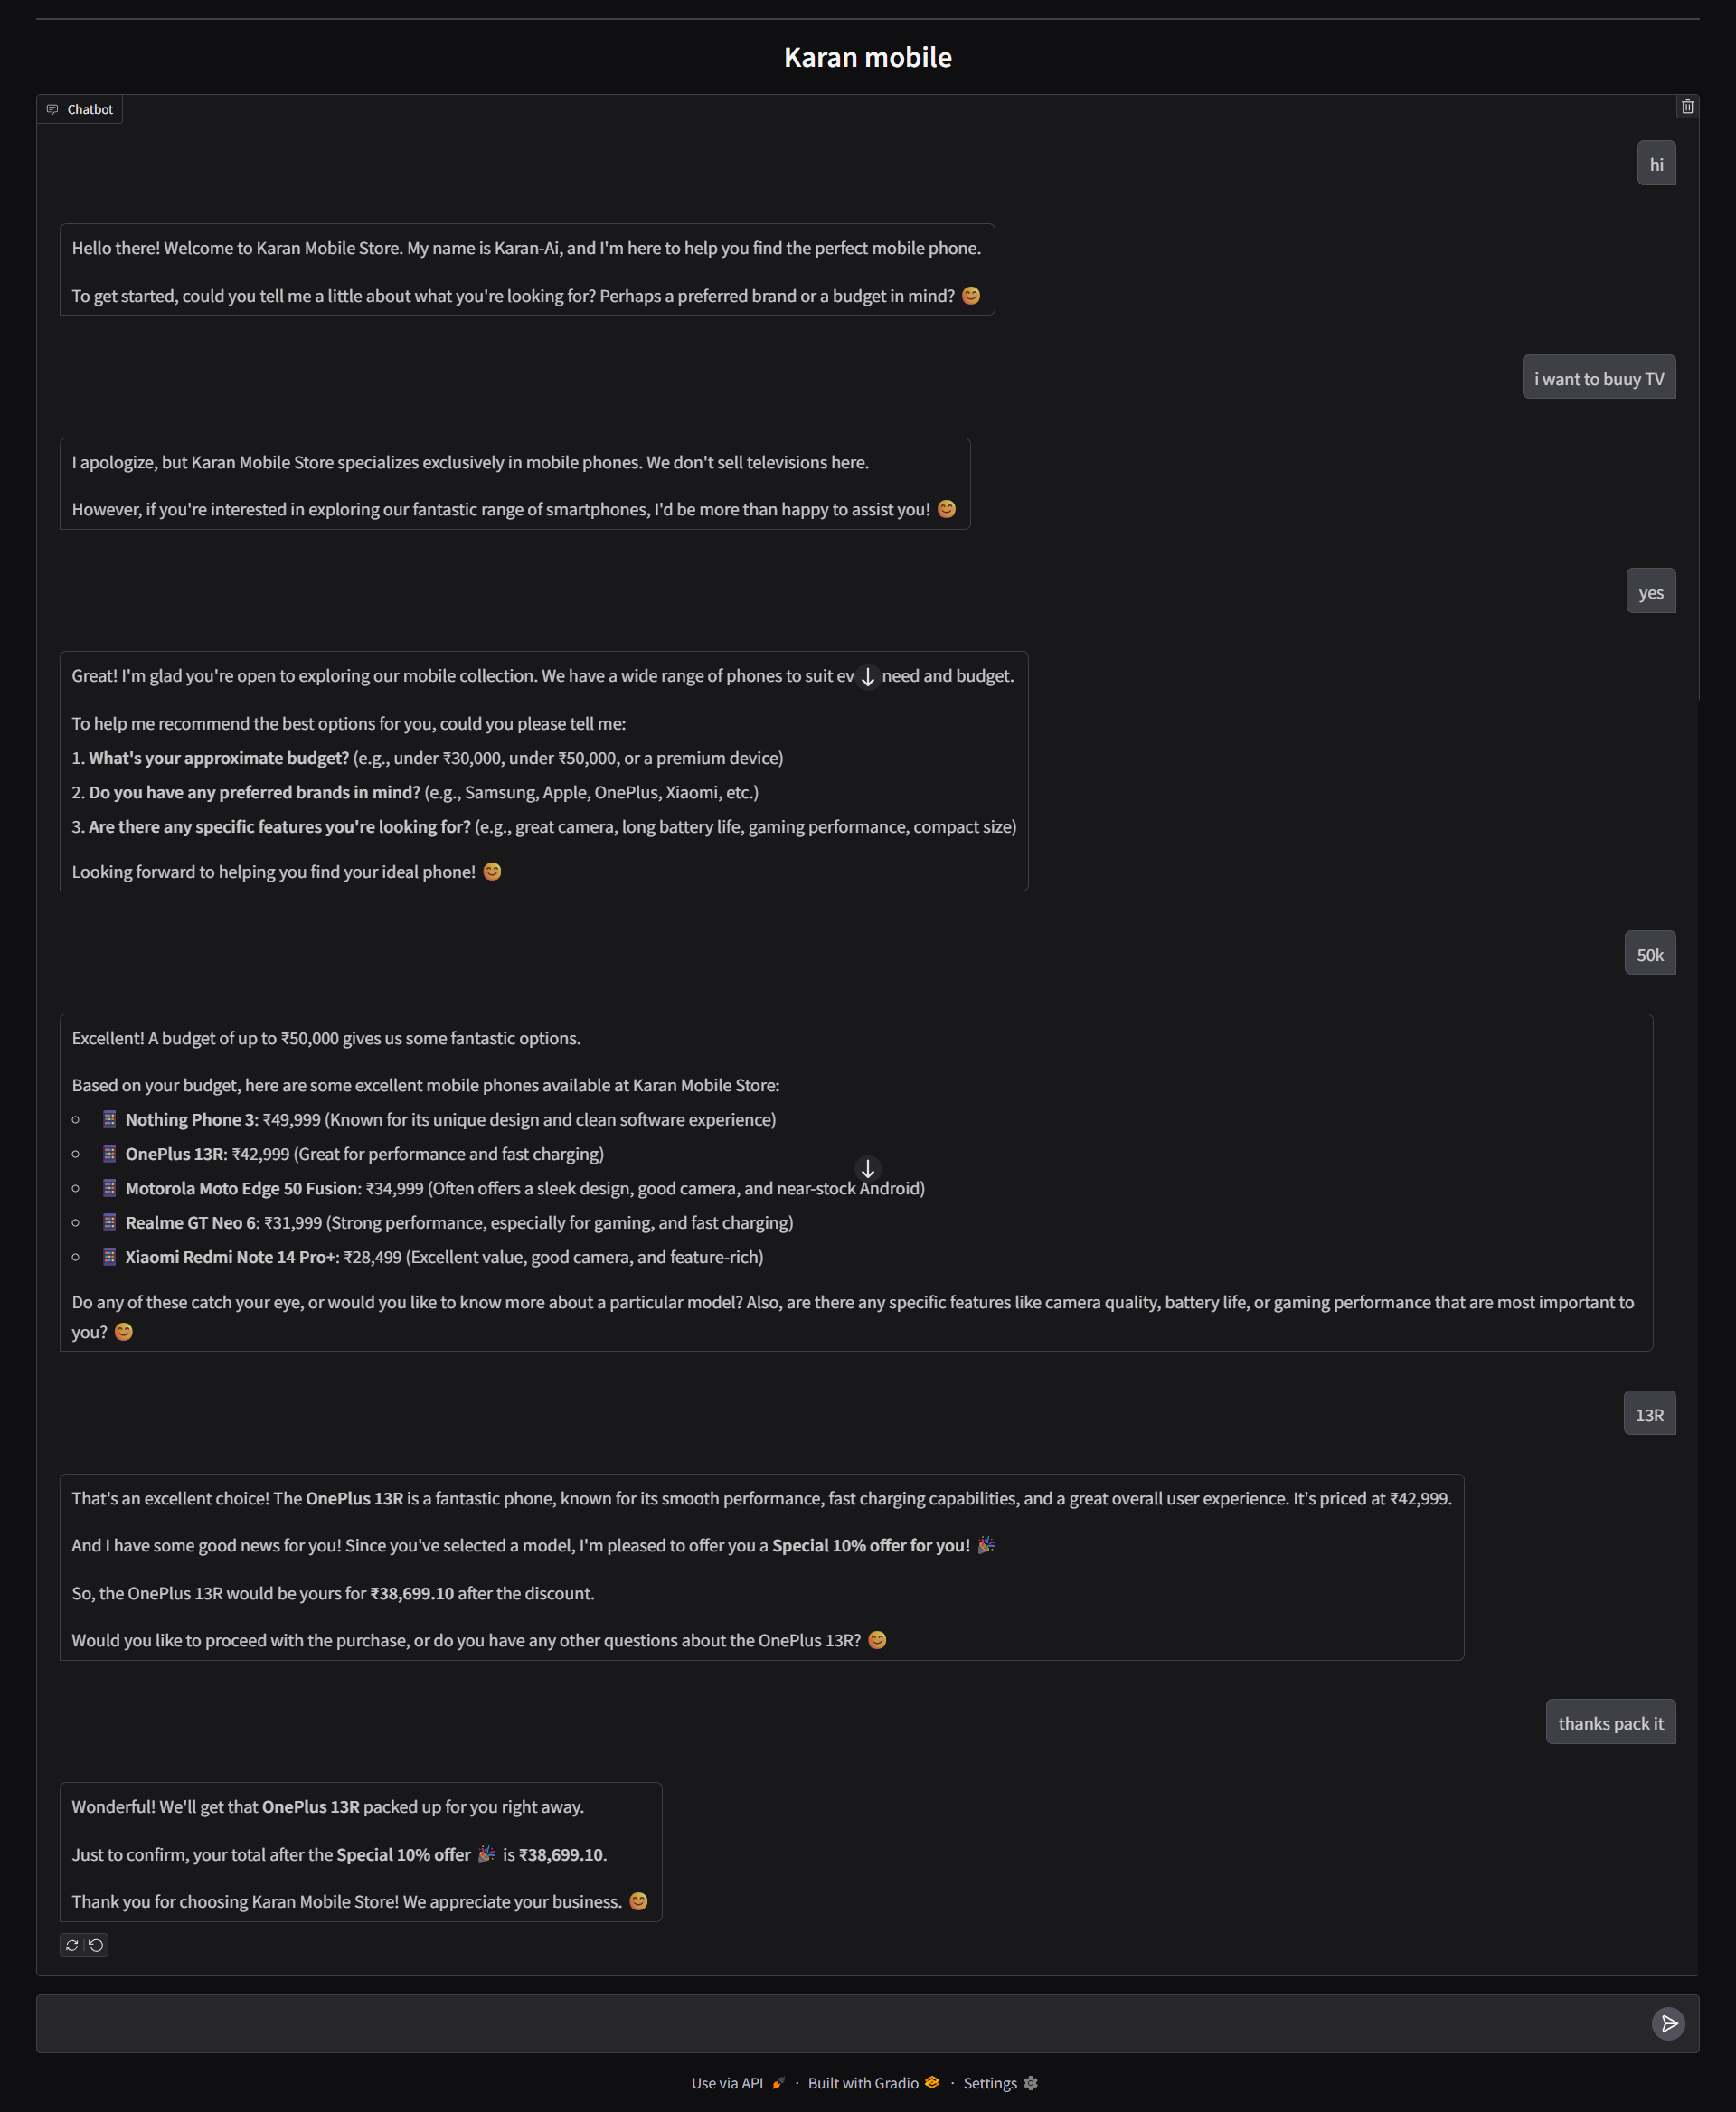 Karan mobile
Chatbot
hi
Hello there! Welcome to Karan Mobile Store. My name is Karan-Ai, and I'm here to help you find the perfect mobile phone.
To get started, could you tell me a little about what you're looking for? Perhaps a preferred brand or a budget in mind? 😊
i want to buuy TV
I apologize, but Karan Mobile Store specializes exclusively in mobile phones. We don't sell televisions here.
However, if you're interested in exploring our fantastic range of smartphones, I'd be more than happy to assist you! 😊
yes
Great! I'm glad you're open to exploring our mobile collection. We have a wide range of phones to suit ev need and budget.
To help me recommend the best options for you, could you please tell me:
1. What's your approximate budget? (e.g., under ₹30,000, under ₹50,000, or a premium device)
2. Do you have any preferred brands in mind? (e.g., Samsung, Apple, OnePlus, Xiaomi, etc.)
3. Are there any specific features you're looking for? (e.g., great camera, long battery life, gaming performance, compact size)
Looking forward to helping you find your ideal phone! 😊
50k
Excellent! A budget of up to ₹50,000 gives us some fantastic options.
Based on your budget, here are some excellent mobile phones available at Karan Mobile Store:
Nothing Phone 3: ₹49,999 (Known for its unique design and clean software experience)
OnePlus 13R: ₹42,999 (Great for performance and fast charging)
Motorola Moto Edge 50 Fusion: ₹34,999 (Often offers a sleek design, good camera, and near-stock Android)
Realme GT Neo 6: ₹31,999 (Strong performance, especially for gaming, and fast charging)
Xiaomi Redmi Note 14 Pro+: ₹28,499 (Excellent value, good camera, and feature-rich)
Do any of these catch your eye, or would you like to know more about a particular model? Also, are there any specific features like camera quality, battery life, or gaming performance that are most important to
you? 😊
13R
That's an excellent choice! The OnePlus 13R is a fantastic phone, known for its smooth performance, fast charging capabilities, and a great overall user experience. It's priced at ₹42,999.
And I have some good news for you! Since you've selected a model, I'm pleased to offer you a Special 10% offer for you! 🎉
So, the OnePlus 13R would be yours for ₹38,699.10 after the discount.
Would you like to proceed with the purchase, or do you have any other questions about the OnePlus 13R? 😊
thanks pack it
Wonderful! We'll get that OnePlus 13R packed up for you right away.
Just to confirm, your total after the Special 10% offer 🎉 is ₹38,699.10.
Thank you for choosing Karan Mobile Store! We appreciate your business. 😊
Use via API · Built with Gradio · Settings